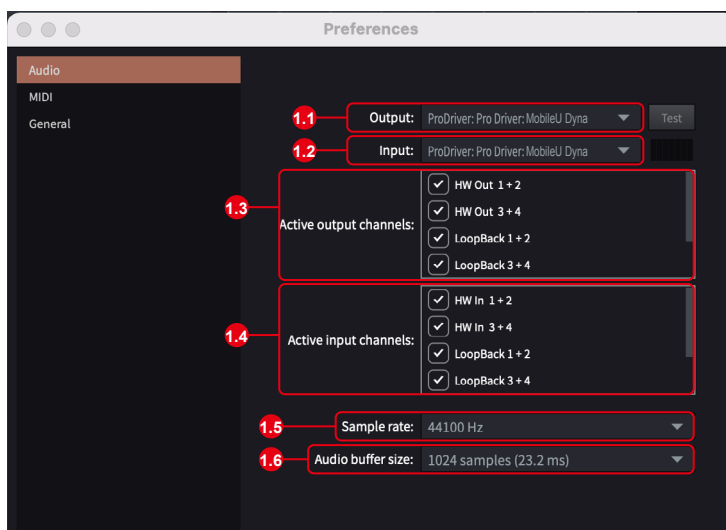 Preferences
Audio
MIDI
General
1.1 Output: ProDriver: Pro Driver: MobileU Dyna Test
1.2 Input: ProDriver: Pro Driver: MobileU Dyna
1.3 Active output channels:
HW Out 1 + 2
HW Out 3 + 4
LoopBack 1 + 2
LoopBack 3 + 4
1.4 Active input channels:
HW In 1 + 2
HW In 3 + 4
LoopBack 1 + 2
LoopBack 3 + 4
1.5 Sample rate: 44100 Hz
1.6 Audio buffer size: 1024 samples (23.2 ms)